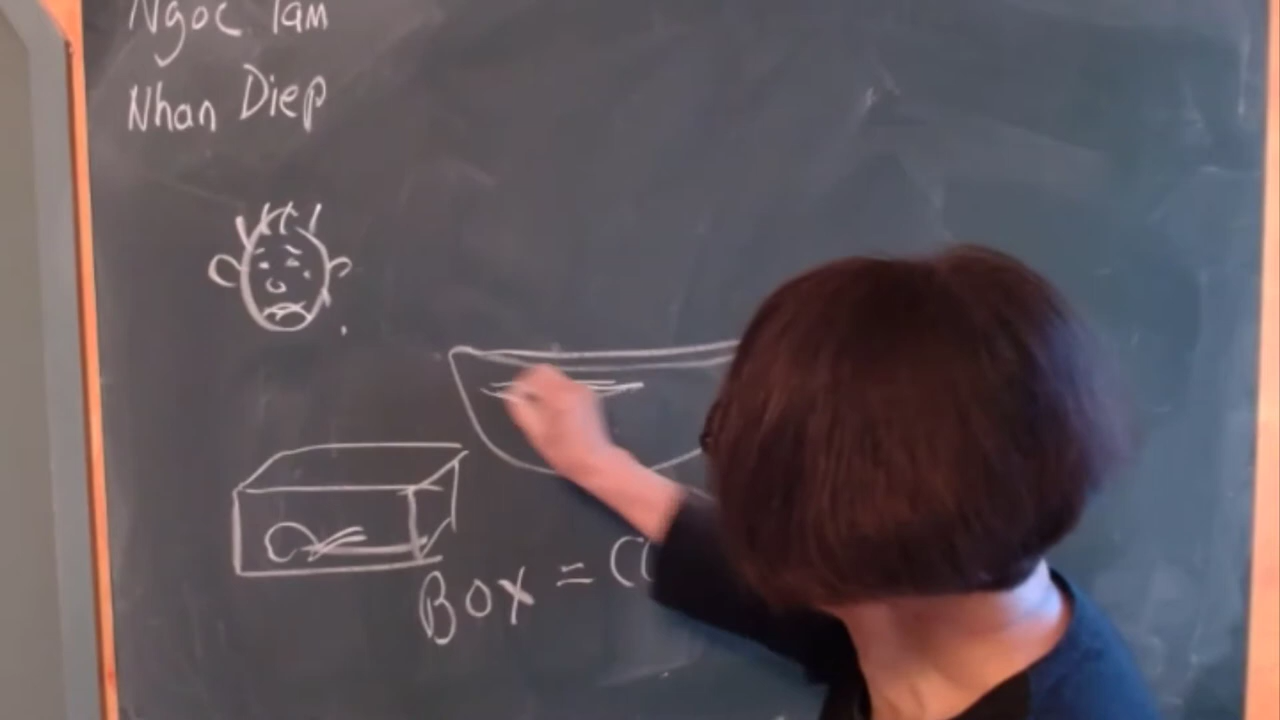 Ngoc Tam
Nhan Diep
Box =